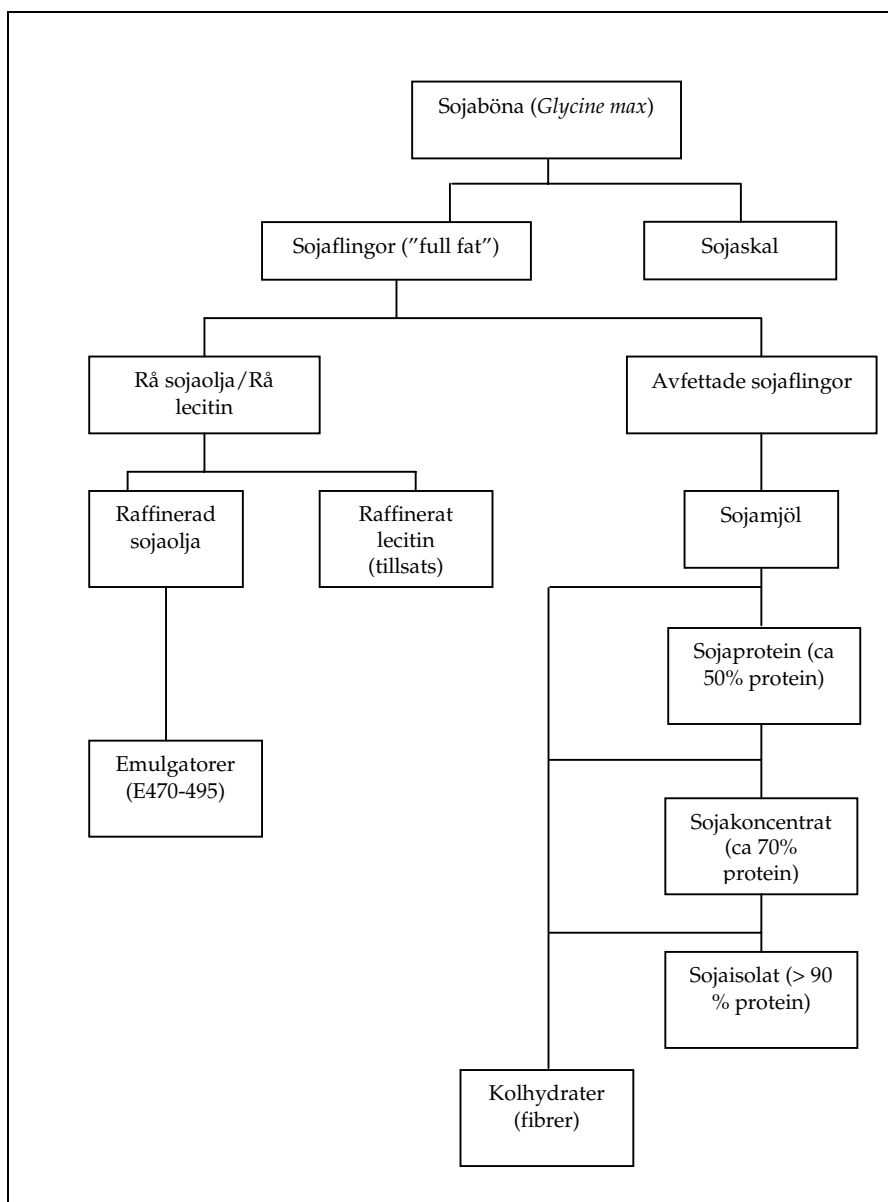 Sojaböna (Glycine max)
Sojaflingor (”full fat”)
Sojaskal
Rå sojaolja/Rå
lecitin
Avfettade sojaflingor
Raffinerad
sojaolja
Raffinerat
lecitin
(tillsats)
Sojamjöl
Sojaprotein (ca
50% protein)
Emulgatorer
(E470-495)
Sojakoncentrat
(ca 70%
protein)
Sojaisolat (> 90
% protein)
Kolhydrater
(fibrer)